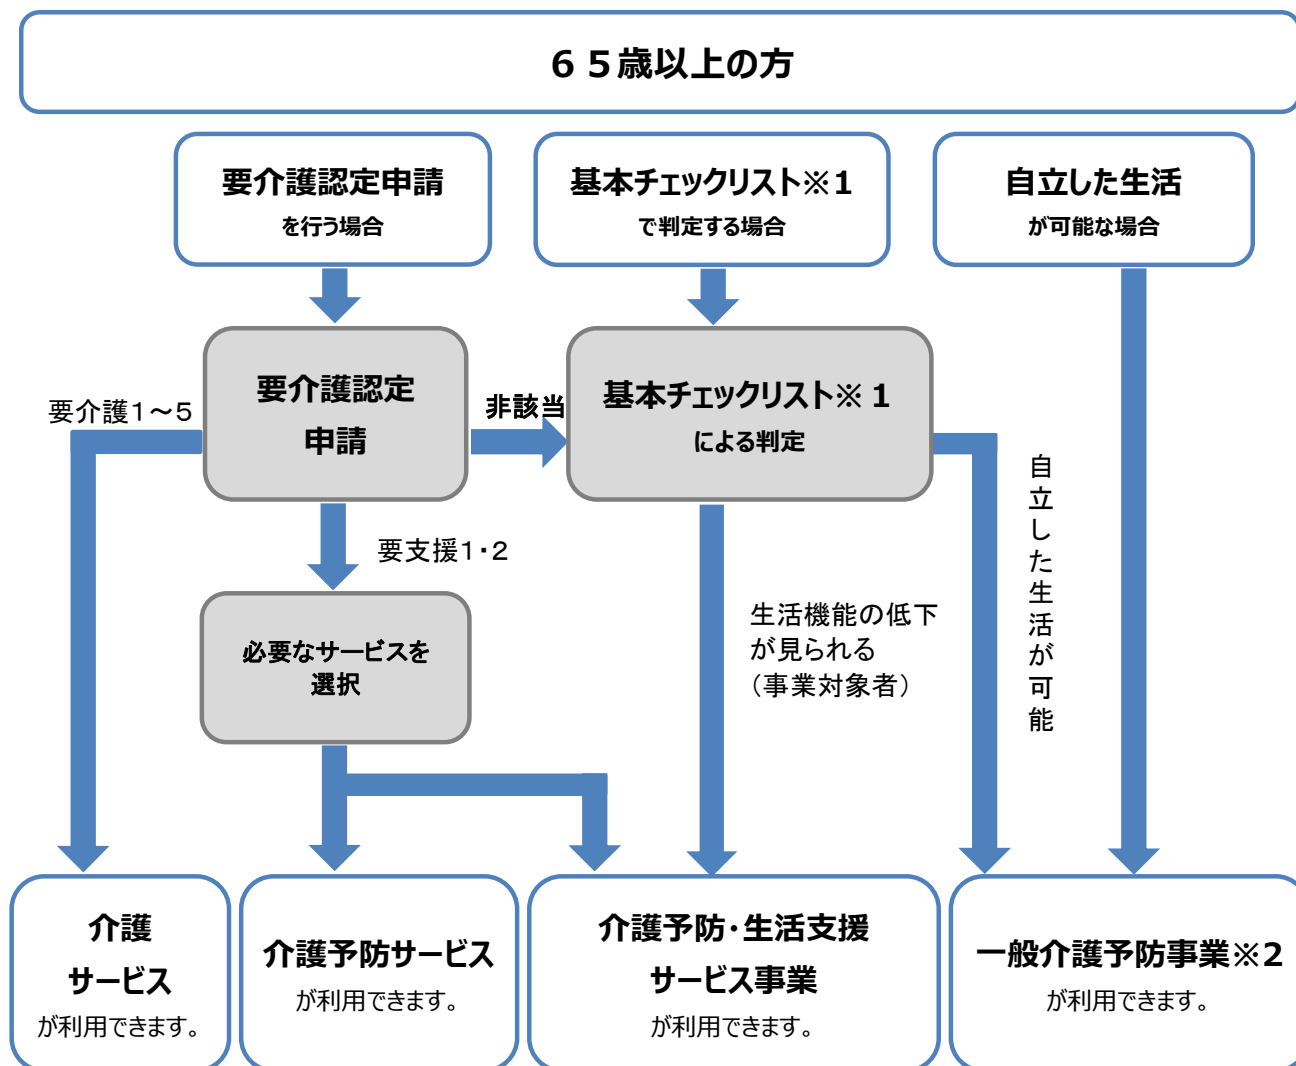 ６５歳以上の方
要介護認定申請
を行う場合
基本チェックリスト※1
で判定する場合
自立した生活
が可能な場合
要介護１～５
要介護認定
申請
非該当
基本チェックリスト※１
による判定
自立した生活が可能
要支援１・２
必要なサービスを
選択
生活機能の低下
が見られる
（事業対象者）
介護
サービス
が利用できます。
介護予防サービス
が利用できます。
介護予防・生活支援
サービス事業
が利用できます。
一般介護予防事業※2
が利用できます。